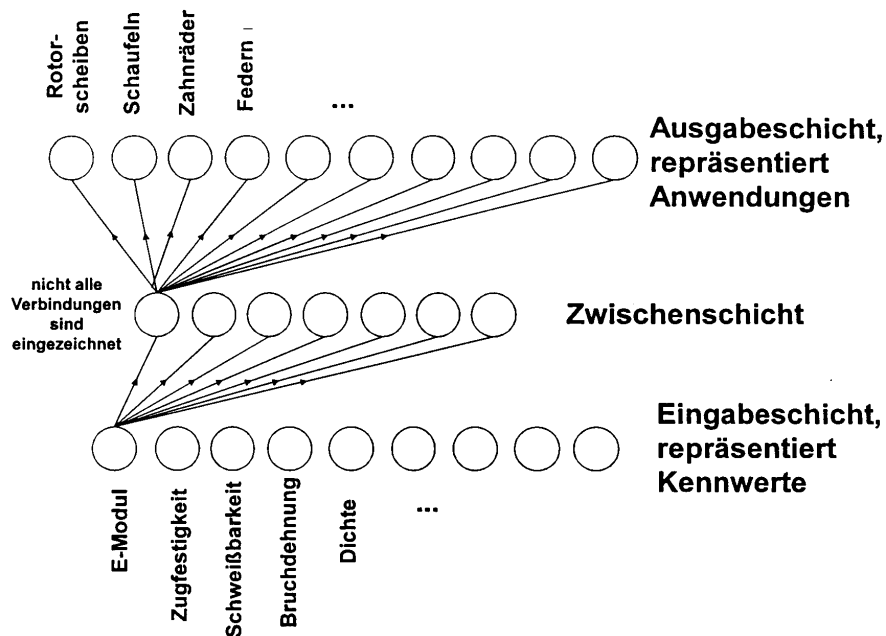 Rotor-
scheiben
Schaufeln
Zahnräder
Federn
...
Ausgabeschicht,
repräsentiert
Anwendungen
nicht alle
Verbindungen
sind
eingezeichnet
Zwischenschicht
Eingabeschicht,
repräsentiert
Kennwerte
E-Modul
Zugfestigkeit
Schweißbarkeit
Bruchdehnung
Dichte
...